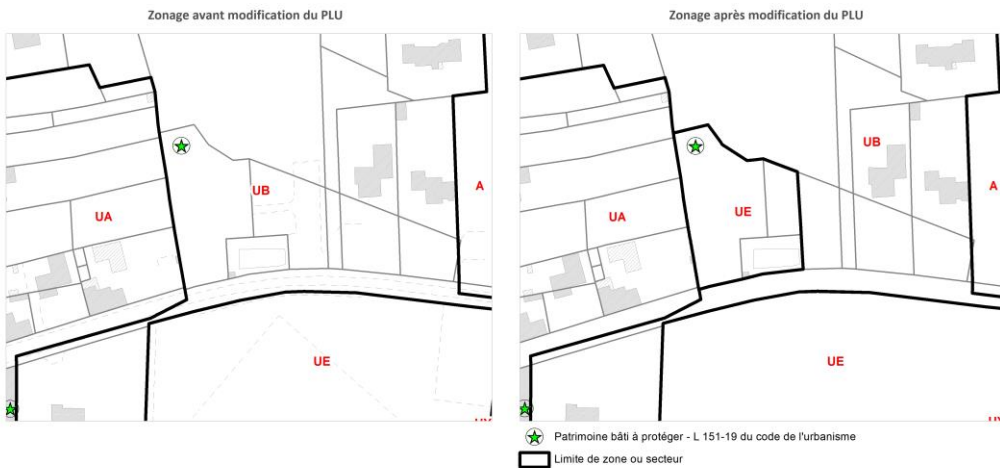 Zonage avant modification du PLU
Zonage après modification du PLU
UB
A
UA
UE
UB
A
UE
UA
UE
Patrimoine bâti à protéger - L 151-19 du code de l'urbanisme
Limite de zone ou secteur